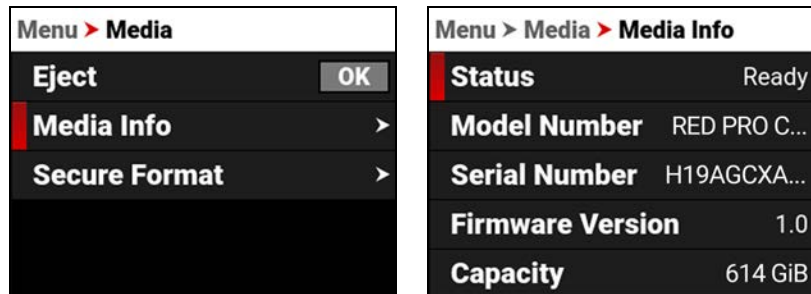 Menu > Media
Eject OK
Media Info >
Secure Format >
Menu > Media > Media Info
Status Ready
Model Number RED PRO C...
Serial Number H19AGCXA...
Firmware Version 1.0
Capacity 614 GiB